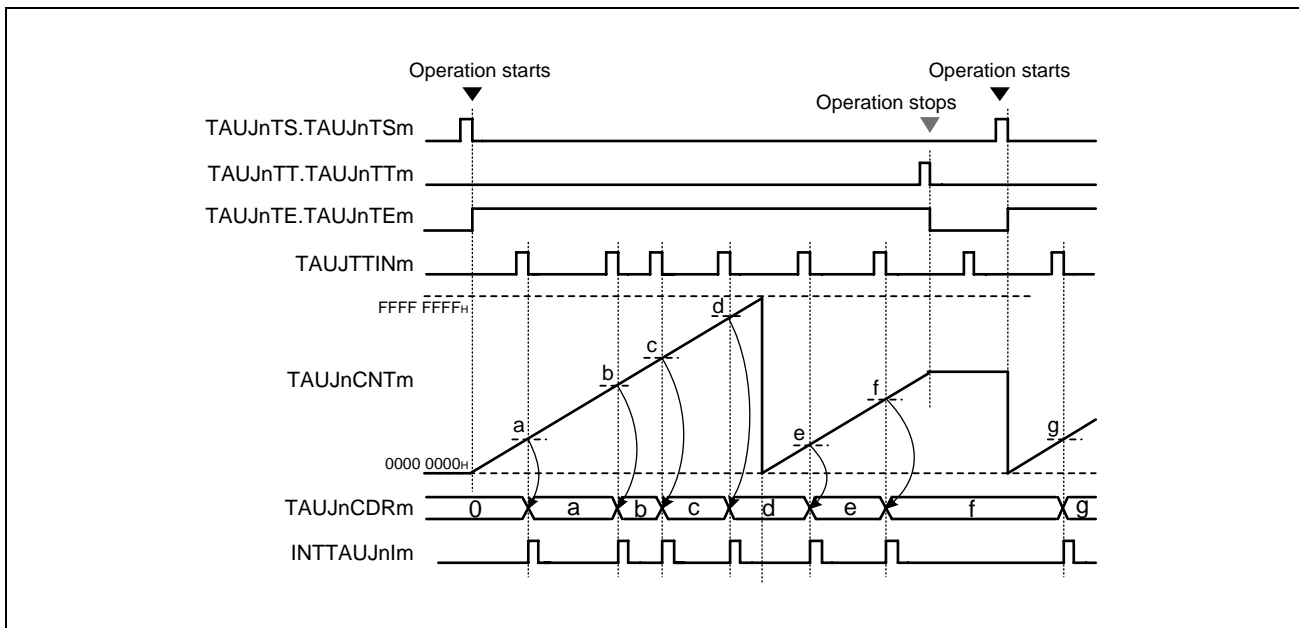 Operation starts
Operation starts
Operation stops
TAUJnTS.TAUJnTSm
TAUJnTT.TAUJnTTm
TAUJnTE.TAUJnTEm
TAUJTTINm
FFFF FFFFH
d
c
TAUJnCNTm
b
f
a
e
g
0000 0000H
TAUJnCDRm 0 a b c d e f g
INTTAUJnIm